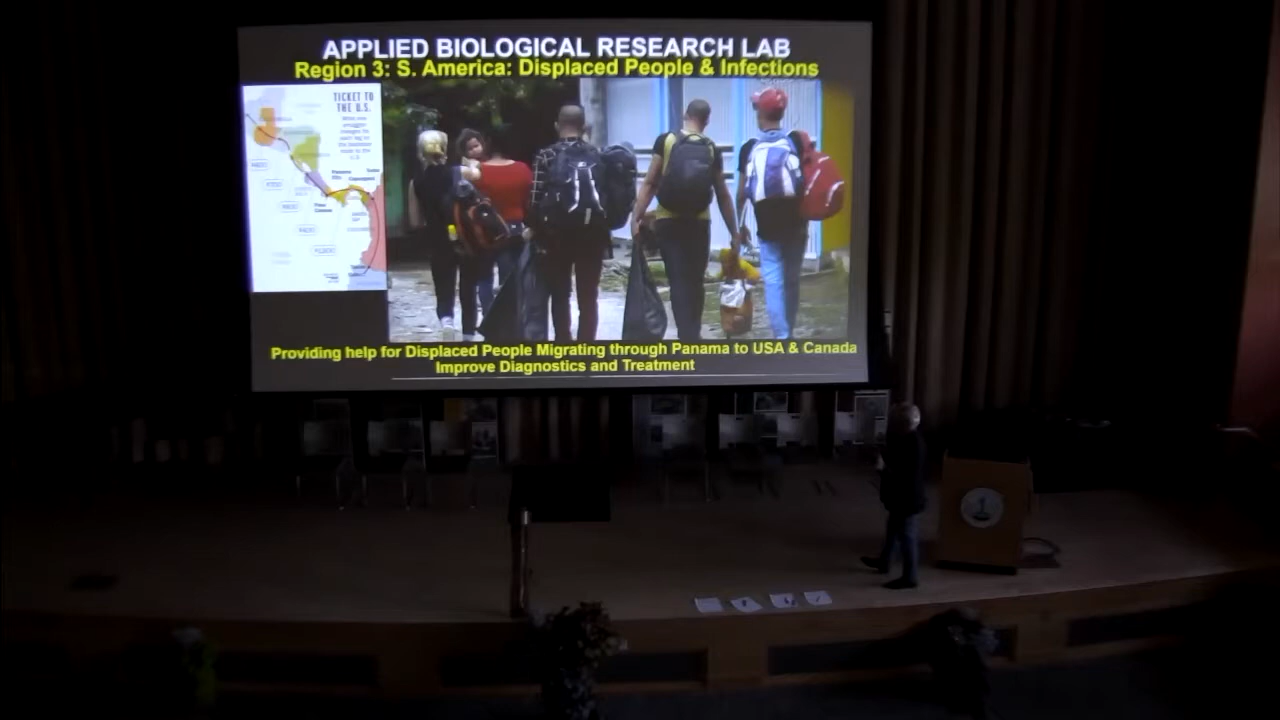 APPLIED BIOLOGICAL RESEARCH LAB
Region 3: S. America: Displaced People & Infections
TICKET TO
THE U.S.
Providing help for Displaced People Migrating through Panama to USA & Canada
Improve Diagnostics and Treatment